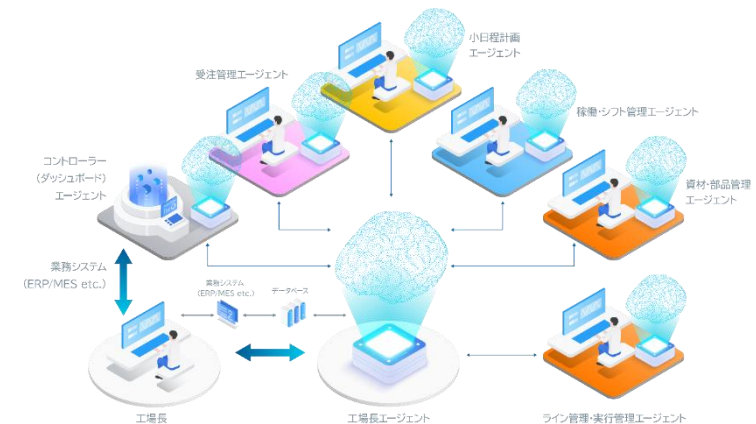 小日程計画
エージェント
受注管理エージェント
稼働・シフト管理エージェント
コントローラー
(ダッシュボード)
エージェント
資材・部品管理
エージェント
業務システム
(ERP/MES etc.)
業務システム
(ERP/MES etc.)
データベース
工場長
工場長エージェント
ライン管理・実行管理エージェント